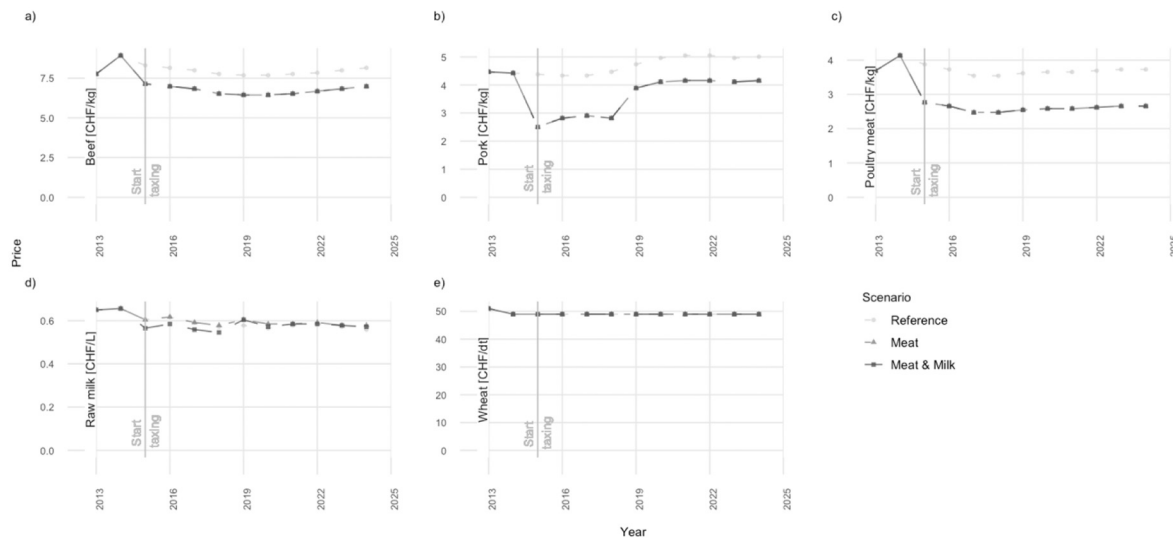 a)
Beef [CHF/kg]
7.5
5.0
2.5
0.0
Start
taxing
2013
2016
2019
2022
2025
b)
Pork [CHF/kg]
5
4
3
2
1
0
Start
taxing
2013
2016
2019
2022
2025
c)
Poultry meat [CHF/kg]
4
3
2
1
0
Start
taxing
2013
2016
2019
2022
2025
Price
d)
Raw milk [CHF/L]
0.6
0.4
0.2
0.0
Start
taxing
2013
2016
2019
2022
2025
e)
Wheat [CHF/dt]
50
40
30
20
10
0
Start
taxing
2013
2016
2019
2022
2025
Scenario
Reference
Meat
Meat & Milk
Year